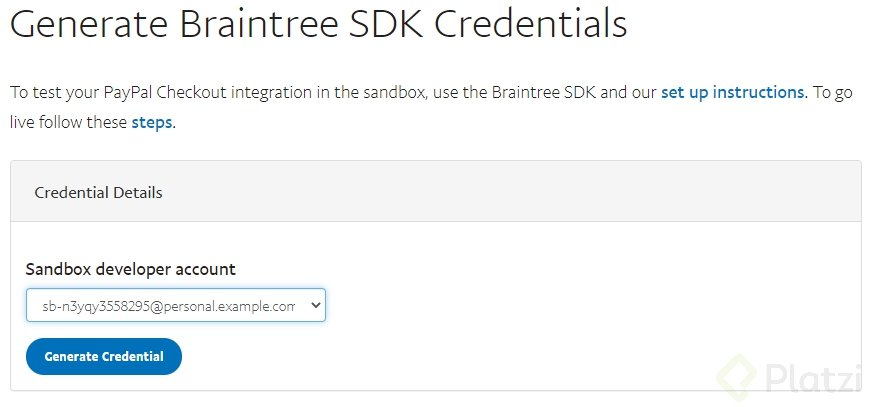 Generate Braintree SDK Credentials
To test your PayPal Checkout integration in the sandbox, use the Braintree SDK and our set up instructions. To go
live follow these steps.
Credential Details
Sandbox developer account
sb-n3yqy3558295@personal.example.com
Generate Credential
Platzi